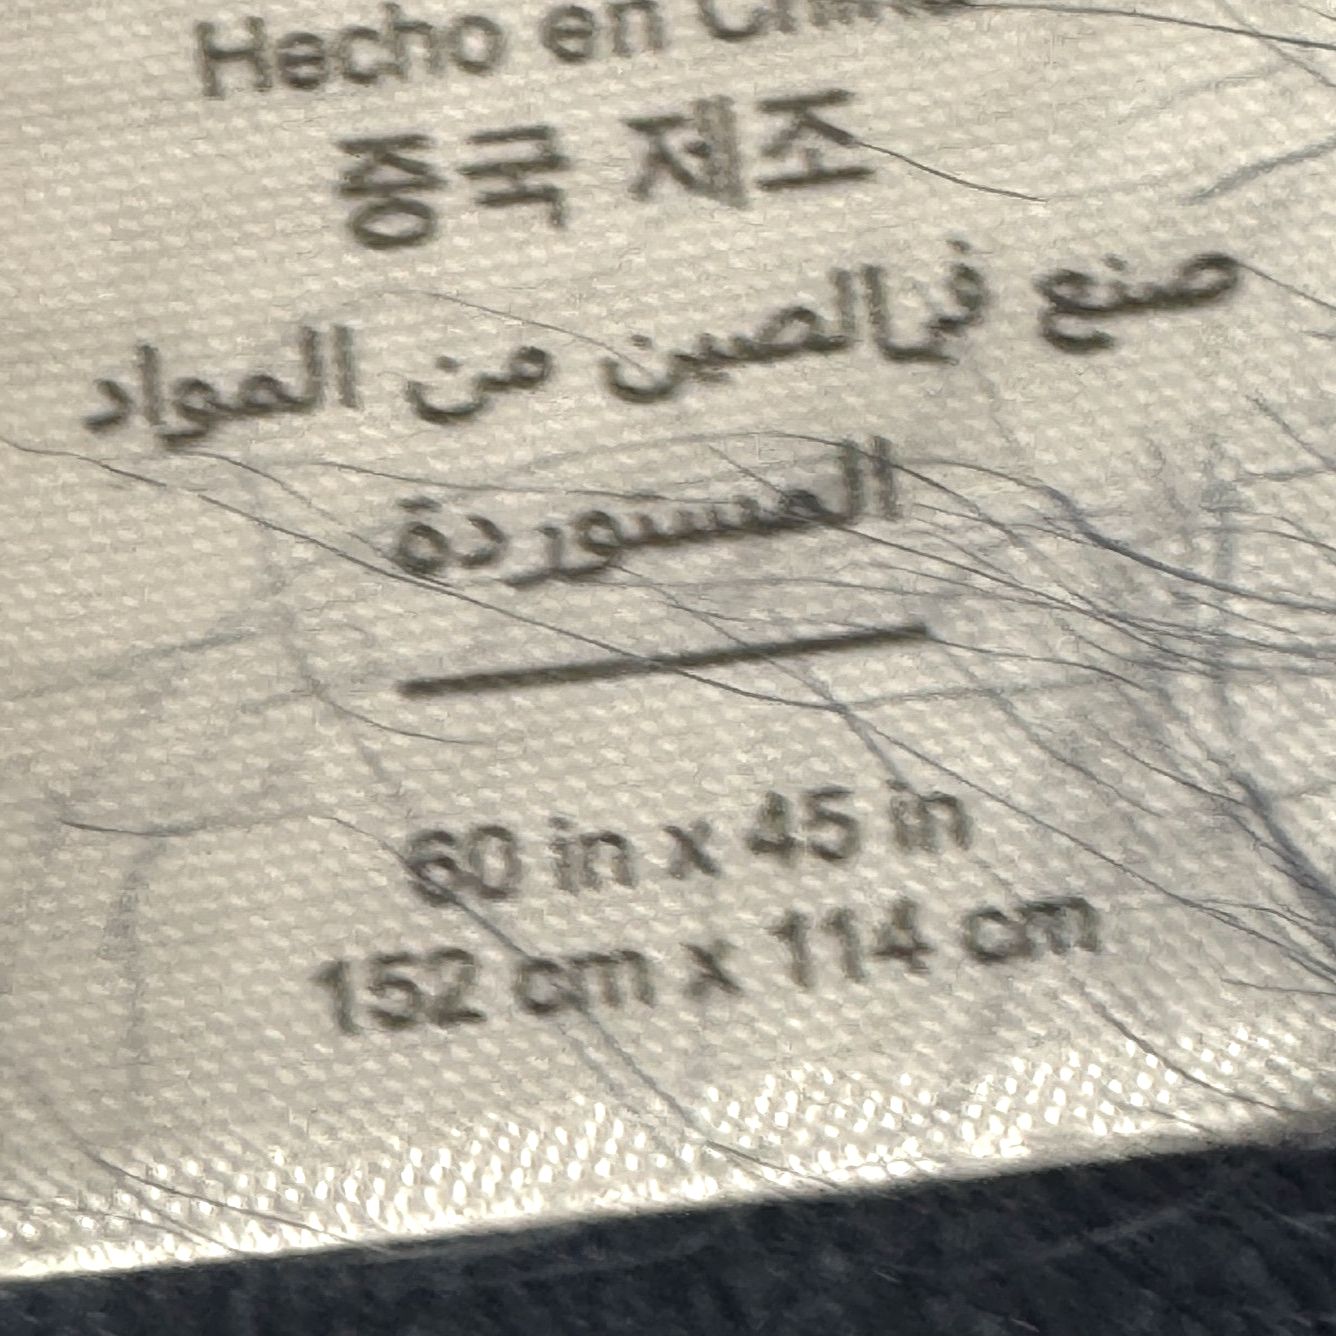 Hecho en China
중국 제조
صنع في الصين من المواد
المستوردة
60 in x 45 in
152 cm x 114 cm